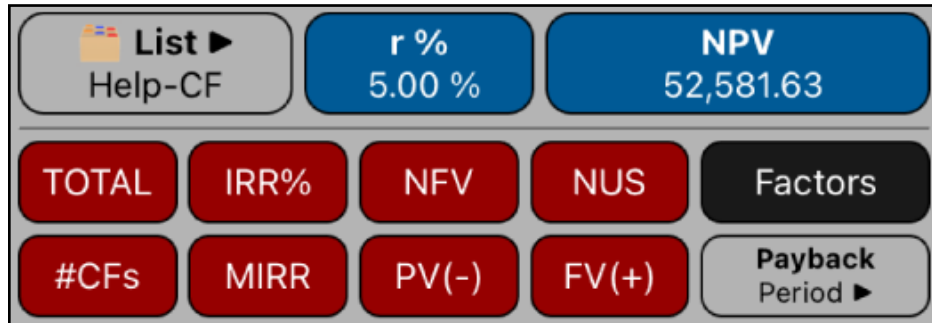 List ▶
Help-CF
r %
5.00 %
NPV
52,581.63
TOTAL
IRR%
NFV
NUS
Factors
#CFs
MIRR
PV(-)
FV(+)
Payback
Period ▶